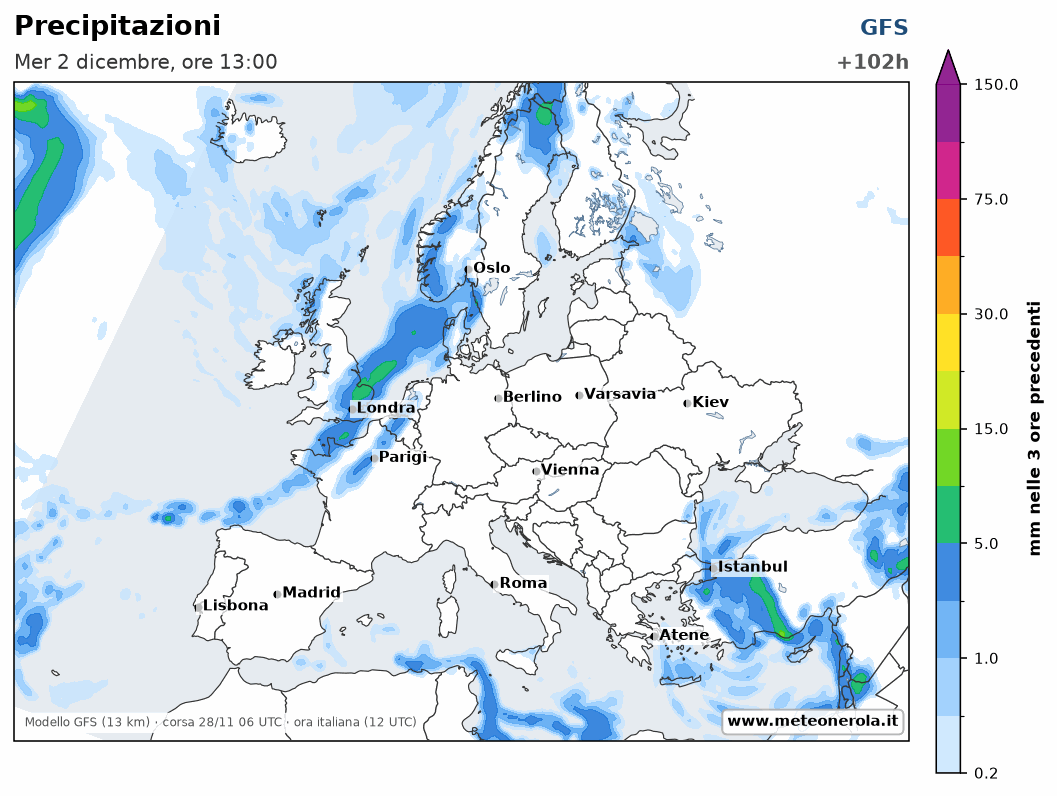 Precipitazioni
GFS
Mer 2 dicembre, ore 13:00
+102h
150.0
75.0
30.0
15.0
5.0
1.0
0.2
mm nelle 3 ore precedenti
Oslo
Berlino
Varsavia
Kiev
Londra
Parigi
Vienna
Istanbul
Roma
Madrid
Lisbona
Atene
Modello GFS (13 km) · corsa 28/11 06 UTC · ora italiana (12 UTC)
www.meteonerola.it